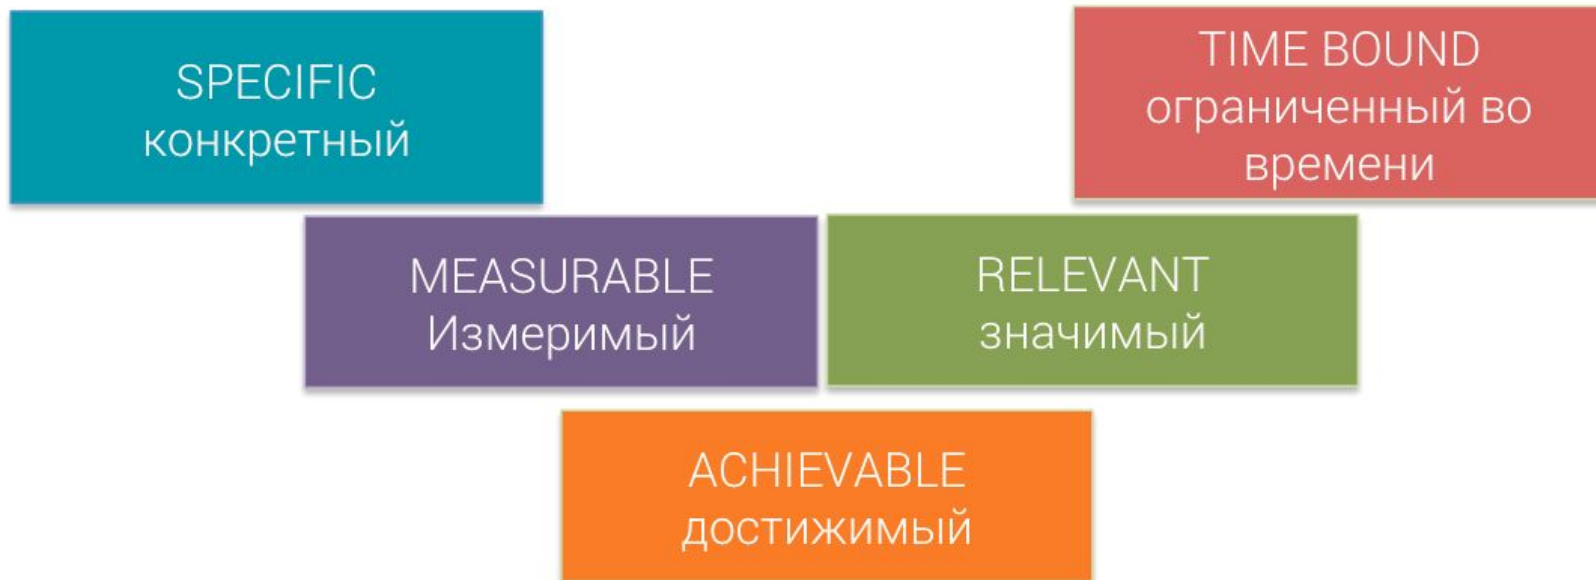 SPECIFIC
конкретный
TIME BOUND
ограниченный во
времени
MEASURABLE
Измеримый
RELEVANT
значимый
ACHIEVABLE
достижимый